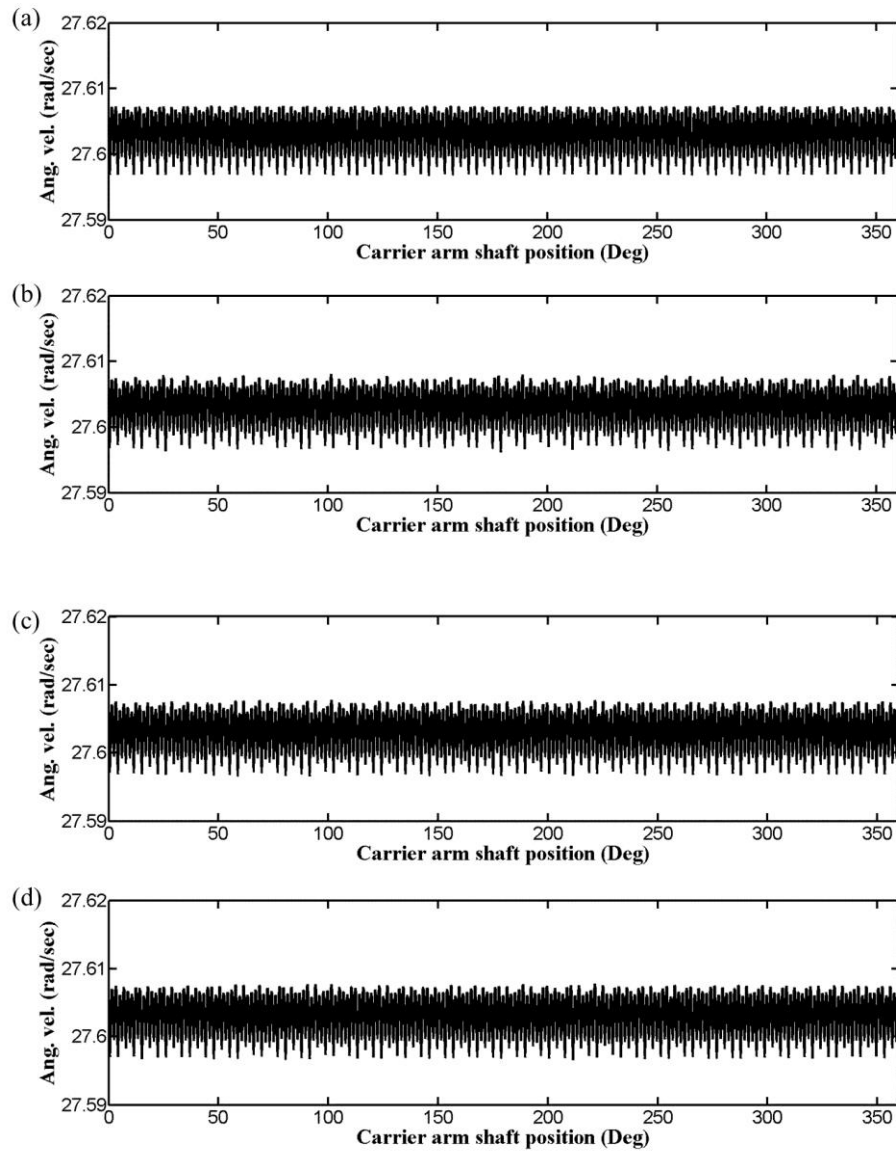 (a)
27.62
27.61
27.6
27.59
Ang. vel. (rad/sec)
0 50 100 150 200 250 300 350
Carrier arm shaft position (Deg)
(b)
27.62
27.61
27.6
27.59
Ang. vel. (rad/sec)
0 50 100 150 200 250 300 350
Carrier arm shaft position (Deg)
(c)
27.62
27.61
27.6
27.59
Ang. vel. (rad/sec)
0 50 100 150 200 250 300 350
Carrier arm shaft position (Deg)
(d)
27.62
27.61
27.6
27.59
Ang. vel. (rad/sec)
0 50 100 150 200 250 300 350
Carrier arm shaft position (Deg)